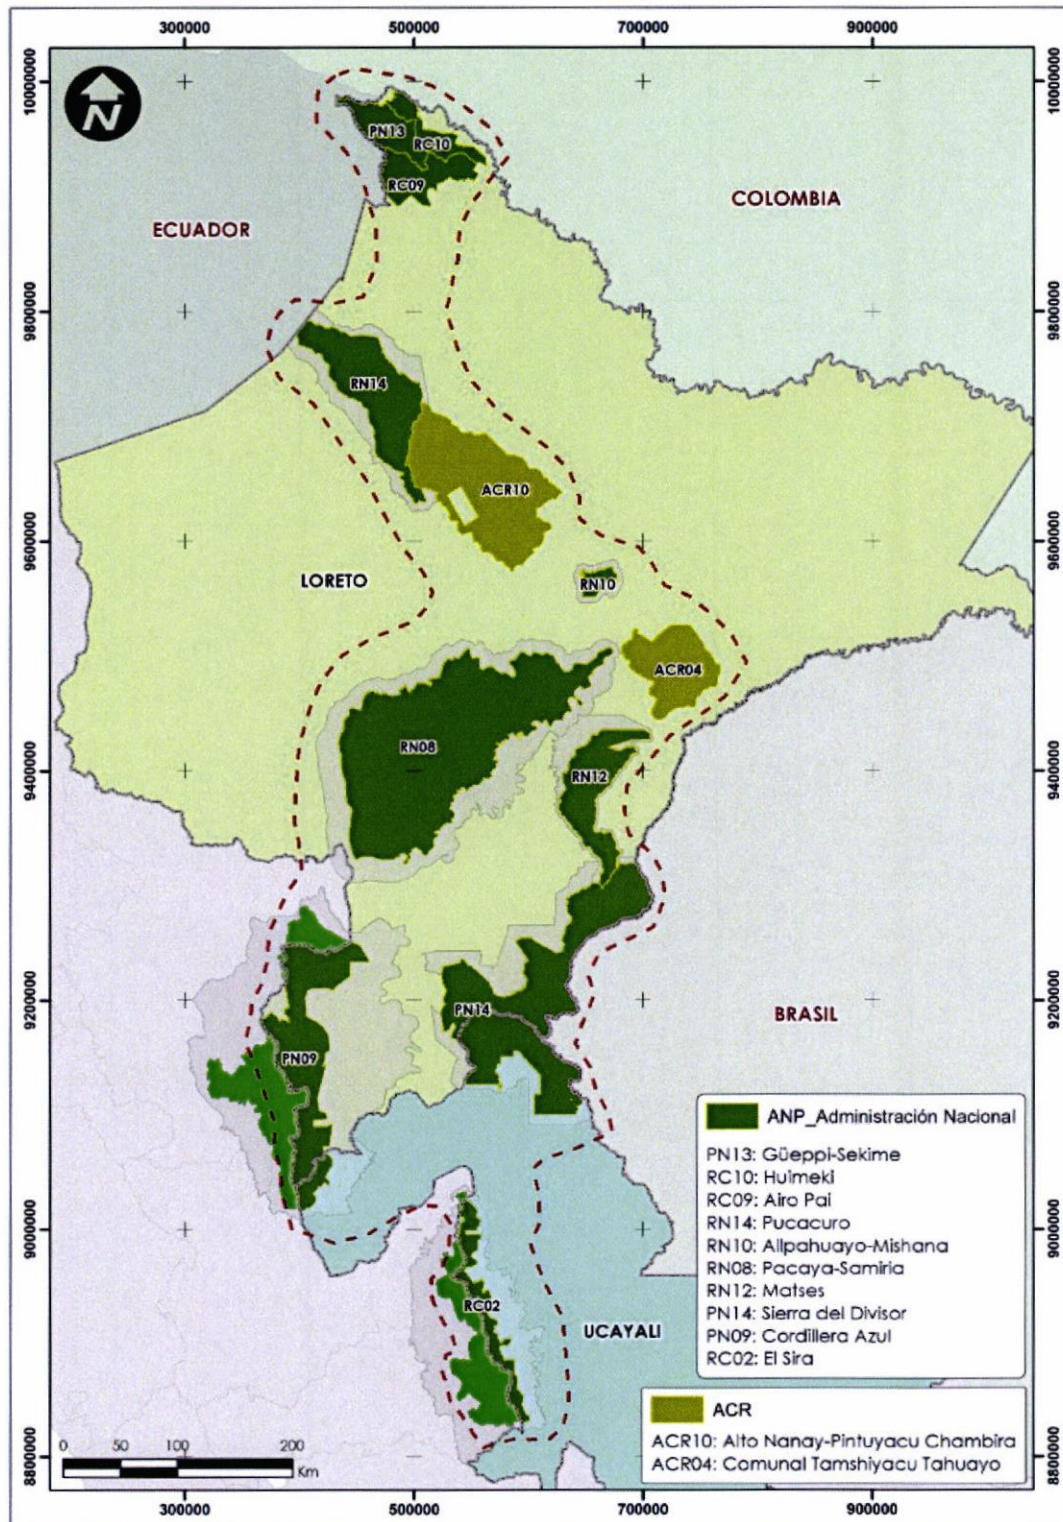 300000 500000 700000 900000
10000000 10000000
N
PN13
RC10
RC09
COLOMBIA
ECUADOR
9800000 9800000
RN14
ACR10
9600000 9600000
LORETO
RN10
ACR04
RN08
RN12
9400000 9400000
9200000 9200000
PN14
BRASIL
PN09
ANP_Administración Nacional
PN13: Güeppi-Sekime
RC10: Huimeki
RC09: Airo Pai
RN14: Pucacuro
RN10: Allpahuayo-Mishana
RN08: Pacaya-Samiria
RN12: Matses
PN14: Sierra del Divisor
PN09: Cordillera Azul
RC02: El Sira
9000000 9000000
RC02
UCAYALI
ACR
ACR10: Alto Nanay-Pintuyacu Chambira
ACR04: Comunal Tamshiyacu Tahuayo
0 50 100 200
Km
8800000 8800000
300000 500000 700000 900000